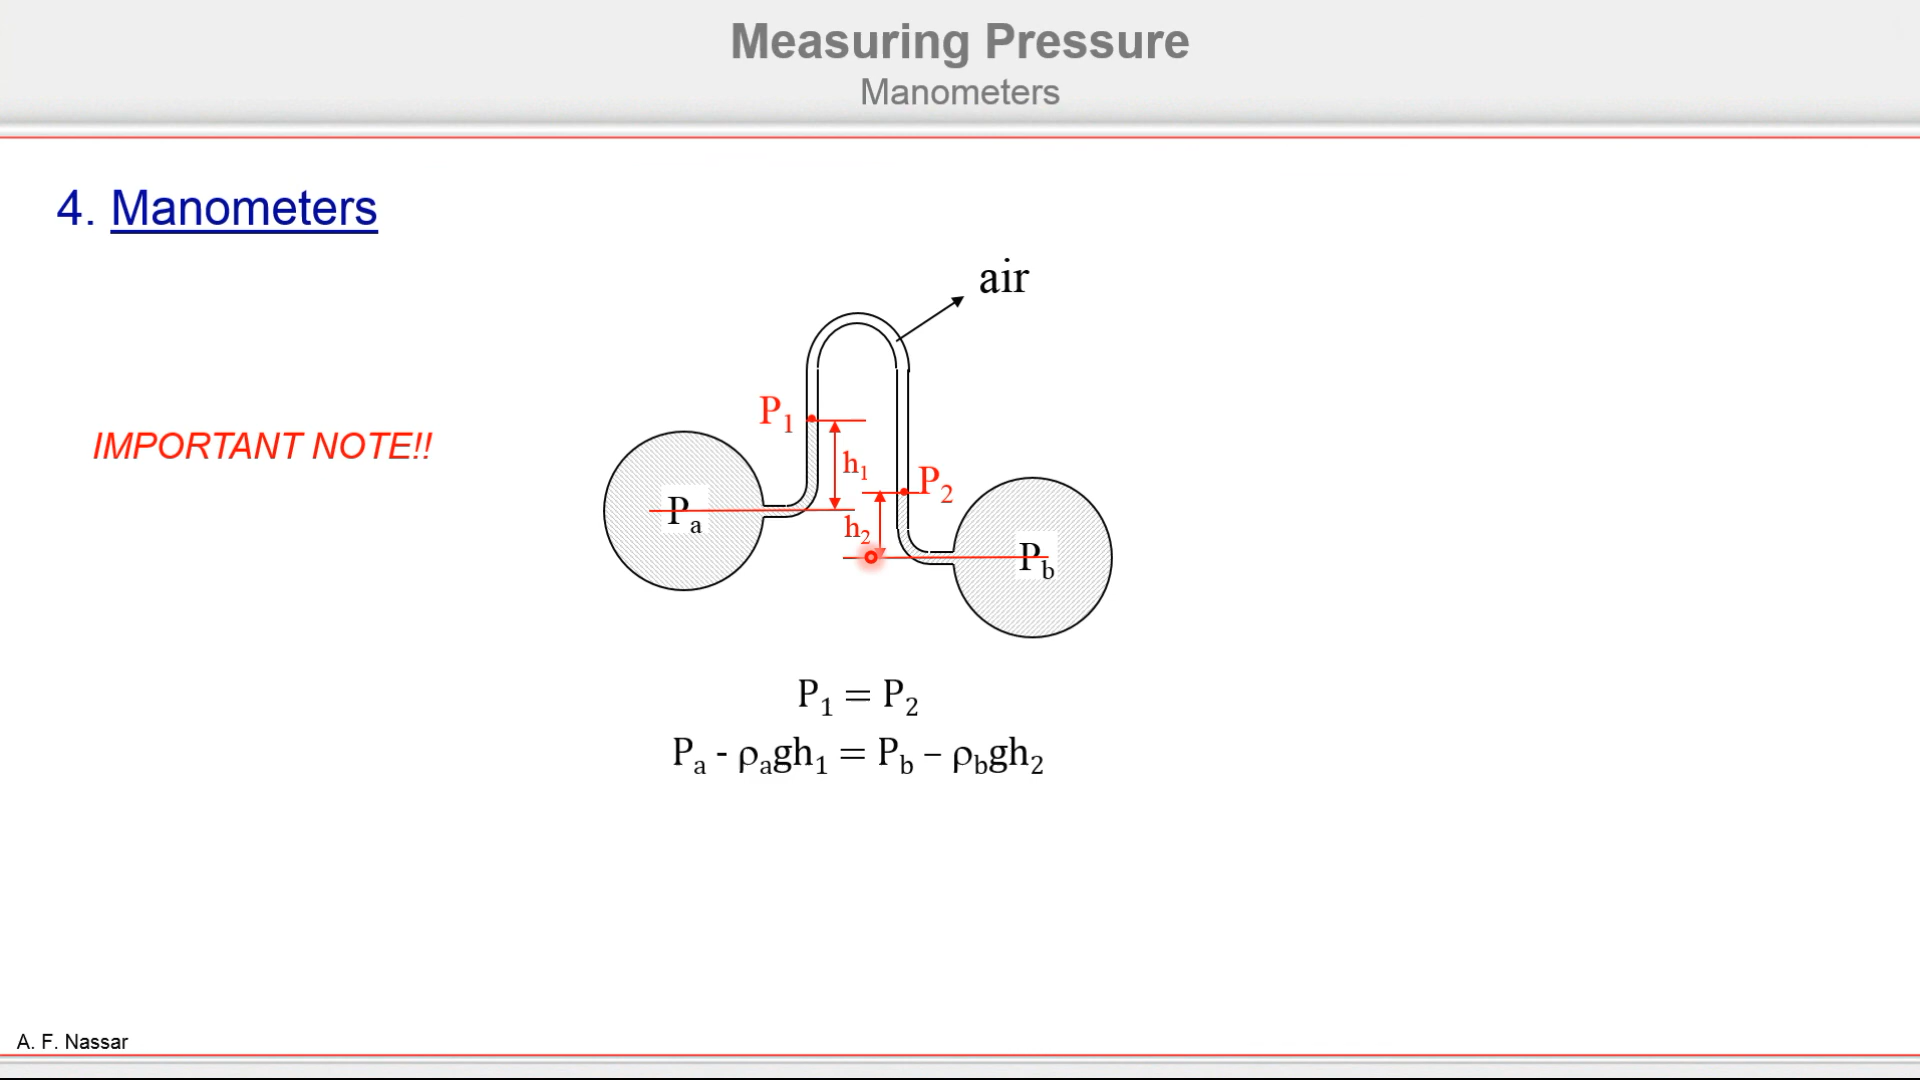 Measuring Pressure
Manometers
4. Manometers
air
P₁
IMPORTANT NOTE!!
h₁
P₂
Pₐ
h₂
P_b
P₁ = P₂
Pₐ - ρₐgh₁ = P_b – ρ_bgh₂
A. F. Nassar